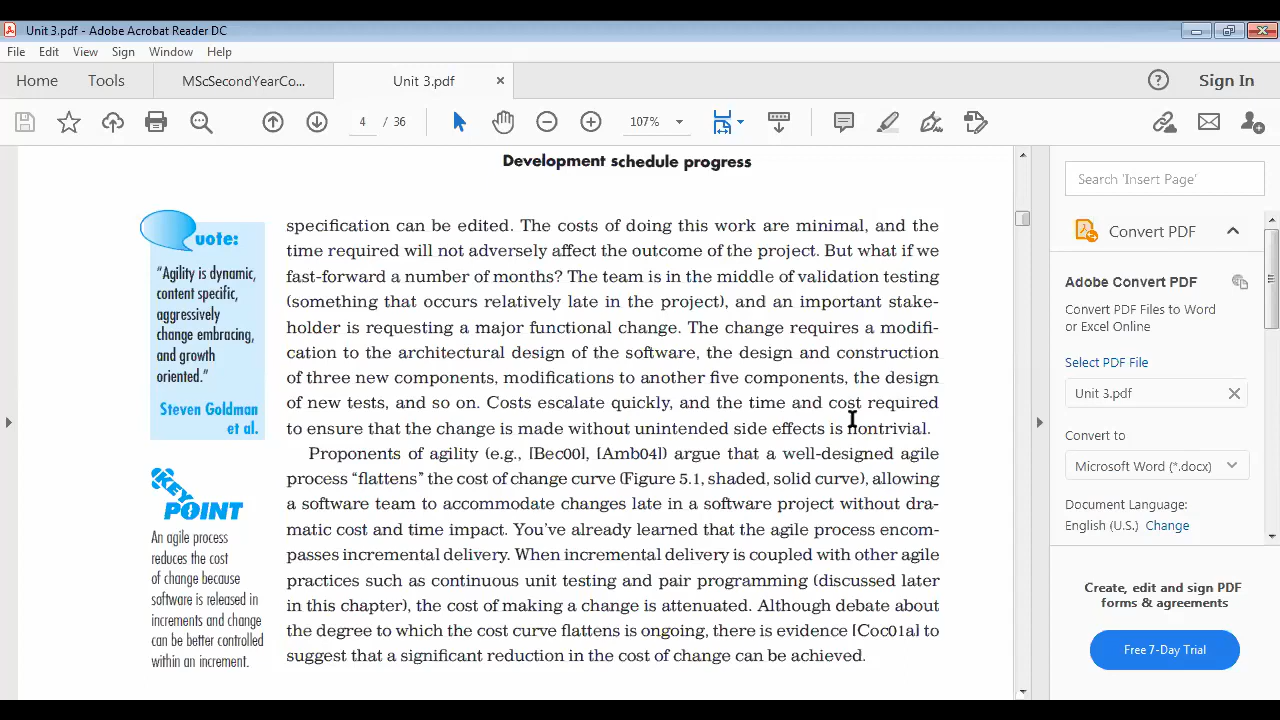 Unit 3.pdf - Adobe Acrobat Reader DC
File Edit View Sign Window Help
Home Tools MScSecondYearCo... Unit 3.pdf ×
Sign In
4 / 36 107%
Development schedule progress
specification can be edited. The costs of doing this work are minimal, and the
time required will not adversely affect the outcome of the project. But what if we
fast-forward a number of months? The team is in the middle of validation testing
(something that occurs relatively late in the project), and an important stake-
holder is requesting a major functional change. The change requires a modifi-
cation to the architectural design of the software, the design and construction
of three new components, modifications to another five components, the design
of new tests, and so on. Costs escalate quickly, and the time and cost required
to ensure that the change is made without unintended side effects is nontrivial.
Proponents of agility (e.g., [Bec00], [Amb04]) argue that a well-designed agile
process “flattens” the cost of change curve (Figure 5.1, shaded, solid curve), allowing
a software team to accommodate changes late in a software project without dra-
matic cost and time impact. You’ve already learned that the agile process encom-
passes incremental delivery. When incremental delivery is coupled with other agile
practices such as continuous unit testing and pair programming (discussed later
in this chapter), the cost of making a change is attenuated. Although debate about
the degree to which the cost curve flattens is ongoing, there is evidence [Coc01a] to
suggest that a significant reduction in the cost of change can be achieved.
uote:
“Agility is dynamic,
content specific,
aggressively
change embracing,
and growth
oriented.”
Steven Goldman
et al.
KEY
POINT
An agile process
reduces the cost
of change because
software is released in
increments and change
can be better controlled
within an increment.
Search 'Insert Page'
Convert PDF
Adobe Convert PDF
Convert PDF Files to Word
or Excel Online
Select PDF File
Unit 3.pdf
Convert to
Microsoft Word (*.docx)
Document Language:
English (U.S.) Change
Create, edit and sign PDF
forms & agreements
Free 7-Day Trial